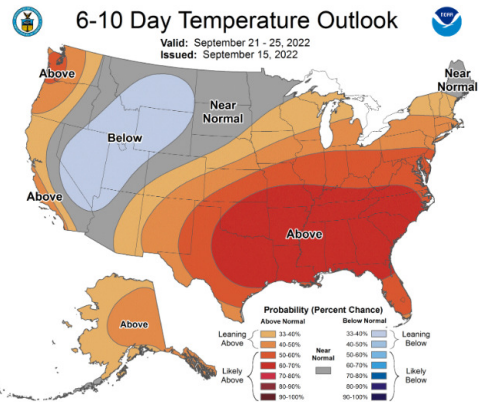 6-10 Day Temperature Outlook
Valid: September 21 - 25, 2022
Issued: September 15, 2022
Above
Near
Normal
Near
Normal
Below
Above
Above
Above
Probability (Percent Chance)
Above Normal
Below Normal
Leaning
Above
33-40%
40-50%
Near
Normal
33-40%
40-50%
Leaning
Below
Likely
Above
50-60%
60-70%
70-80%
80-90%
90-100%
50-60%
60-70%
70-80%
80-90%
90-100%
Likely
Below